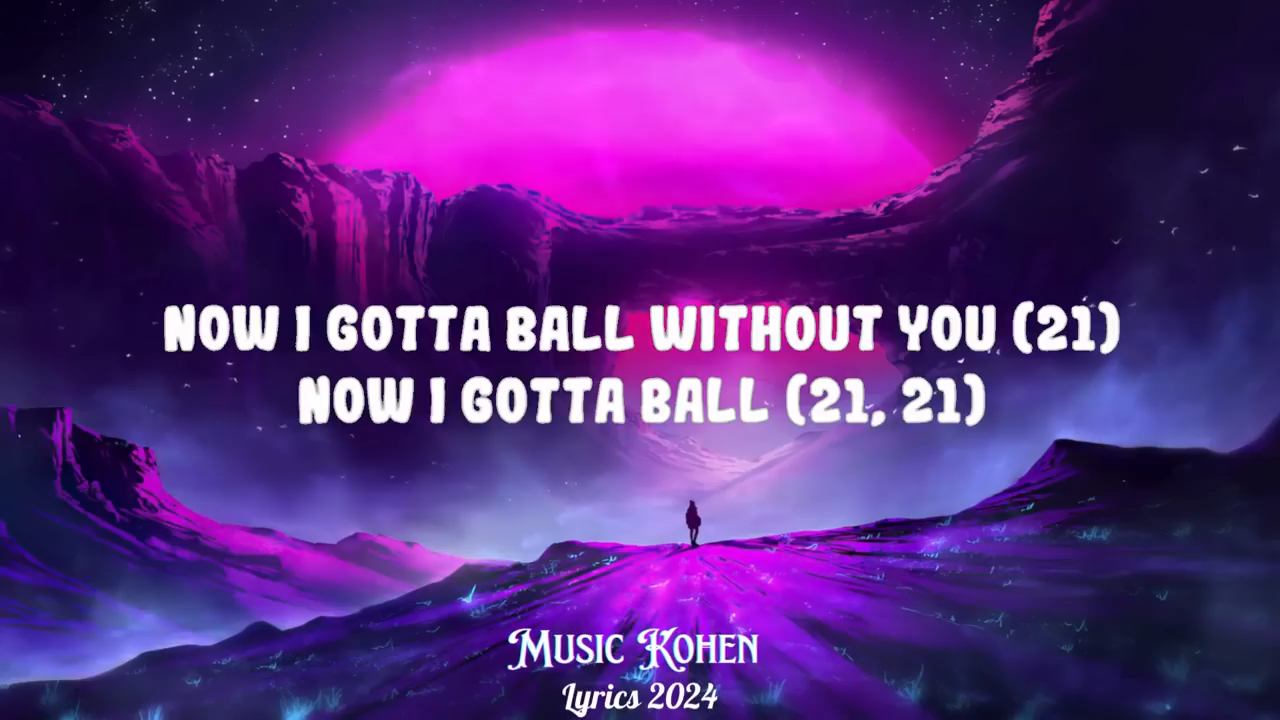 NOW I GOTTA BALL WITHOUT YOU (21)
NOW I GOTTA BALL (21, 21)
MUSIC KOHEN
Lyrics 2024